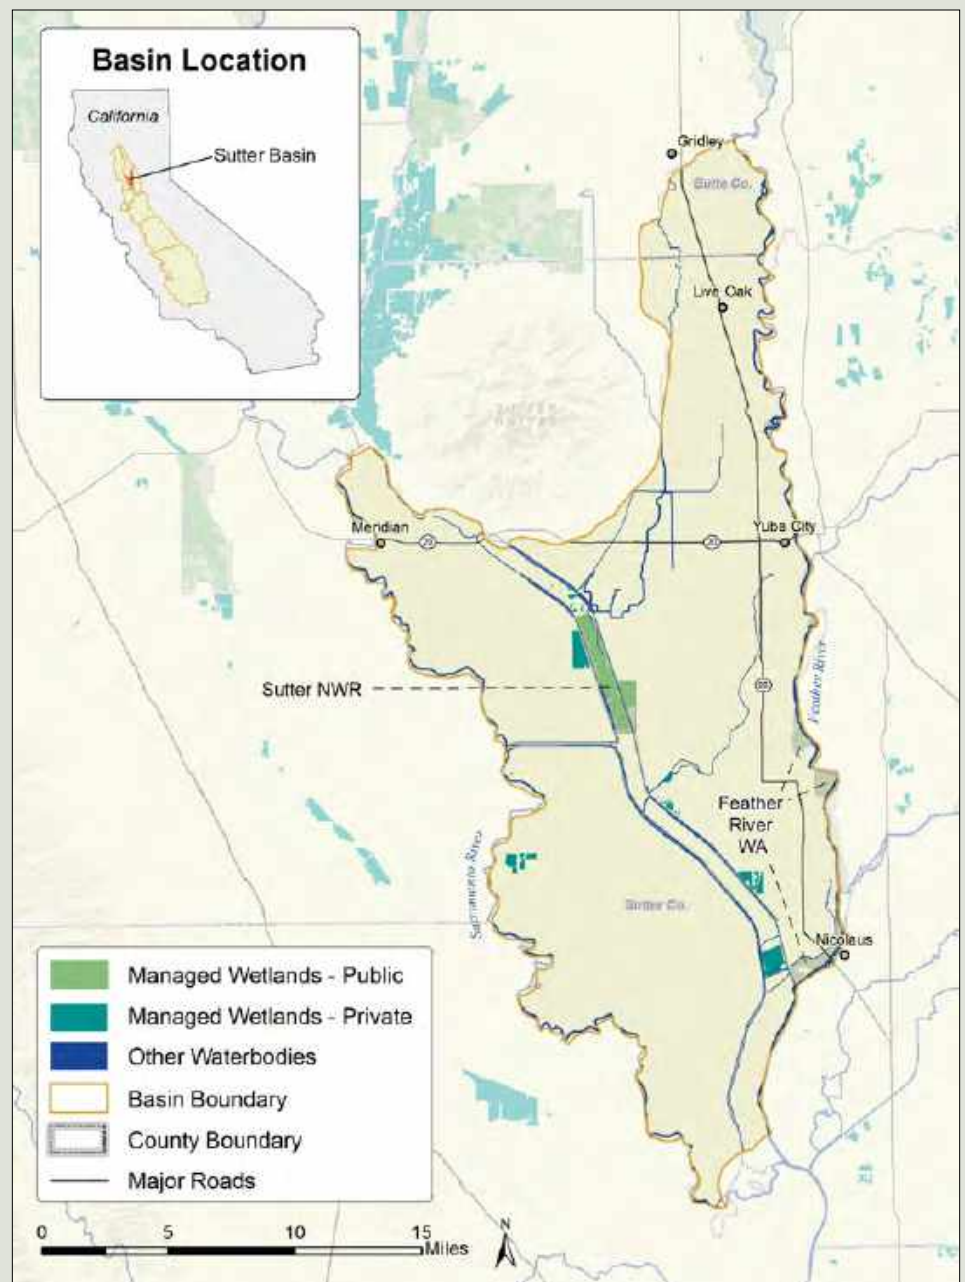 Basin Location
California
Sutter Basin
Gridley
Butte Co.
Live Oak
Meridian
20
20
Yuba City
Sutter NWR
99
Feather River
Feather
River
WA
Sacramento River
Sutter Co.
Nicolaus
Managed Wetlands - Public
Managed Wetlands - Private
Other Waterbodies
Basin Boundary
County Boundary
Major Roads
0 5 10 15
Miles
N